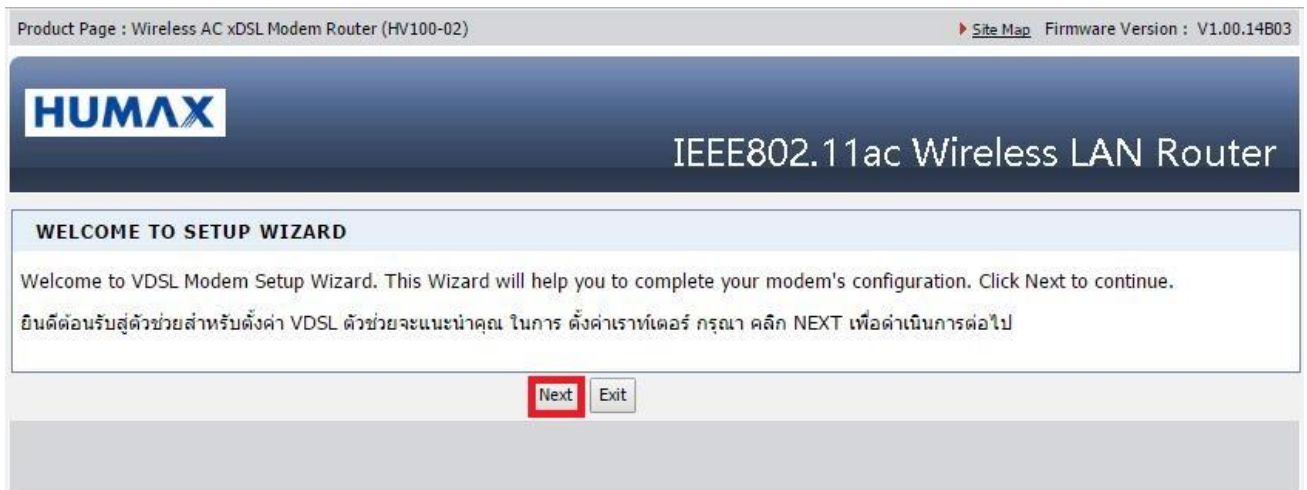 Product Page : Wireless AC xDSL Modem Router (HV100-02) Site Map Firmware Version : V1.00.14B03
HUMAX
IEEE802.11ac Wireless LAN Router
WELCOME TO SETUP WIZARD
Welcome to VDSL Modem Setup Wizard. This Wizard will help you to complete your modem's configuration. Click Next to continue.
ยินดีต้อนรับสู่ตัวช่วยสำหรับตั้งค่า VDSL ตัวช่วยจะแนะนำคุณ ในการ ตั้งค่าเราท์เตอร์ กรุณา คลิก NEXT เพื่อดำเนินการต่อไป
Next Exit